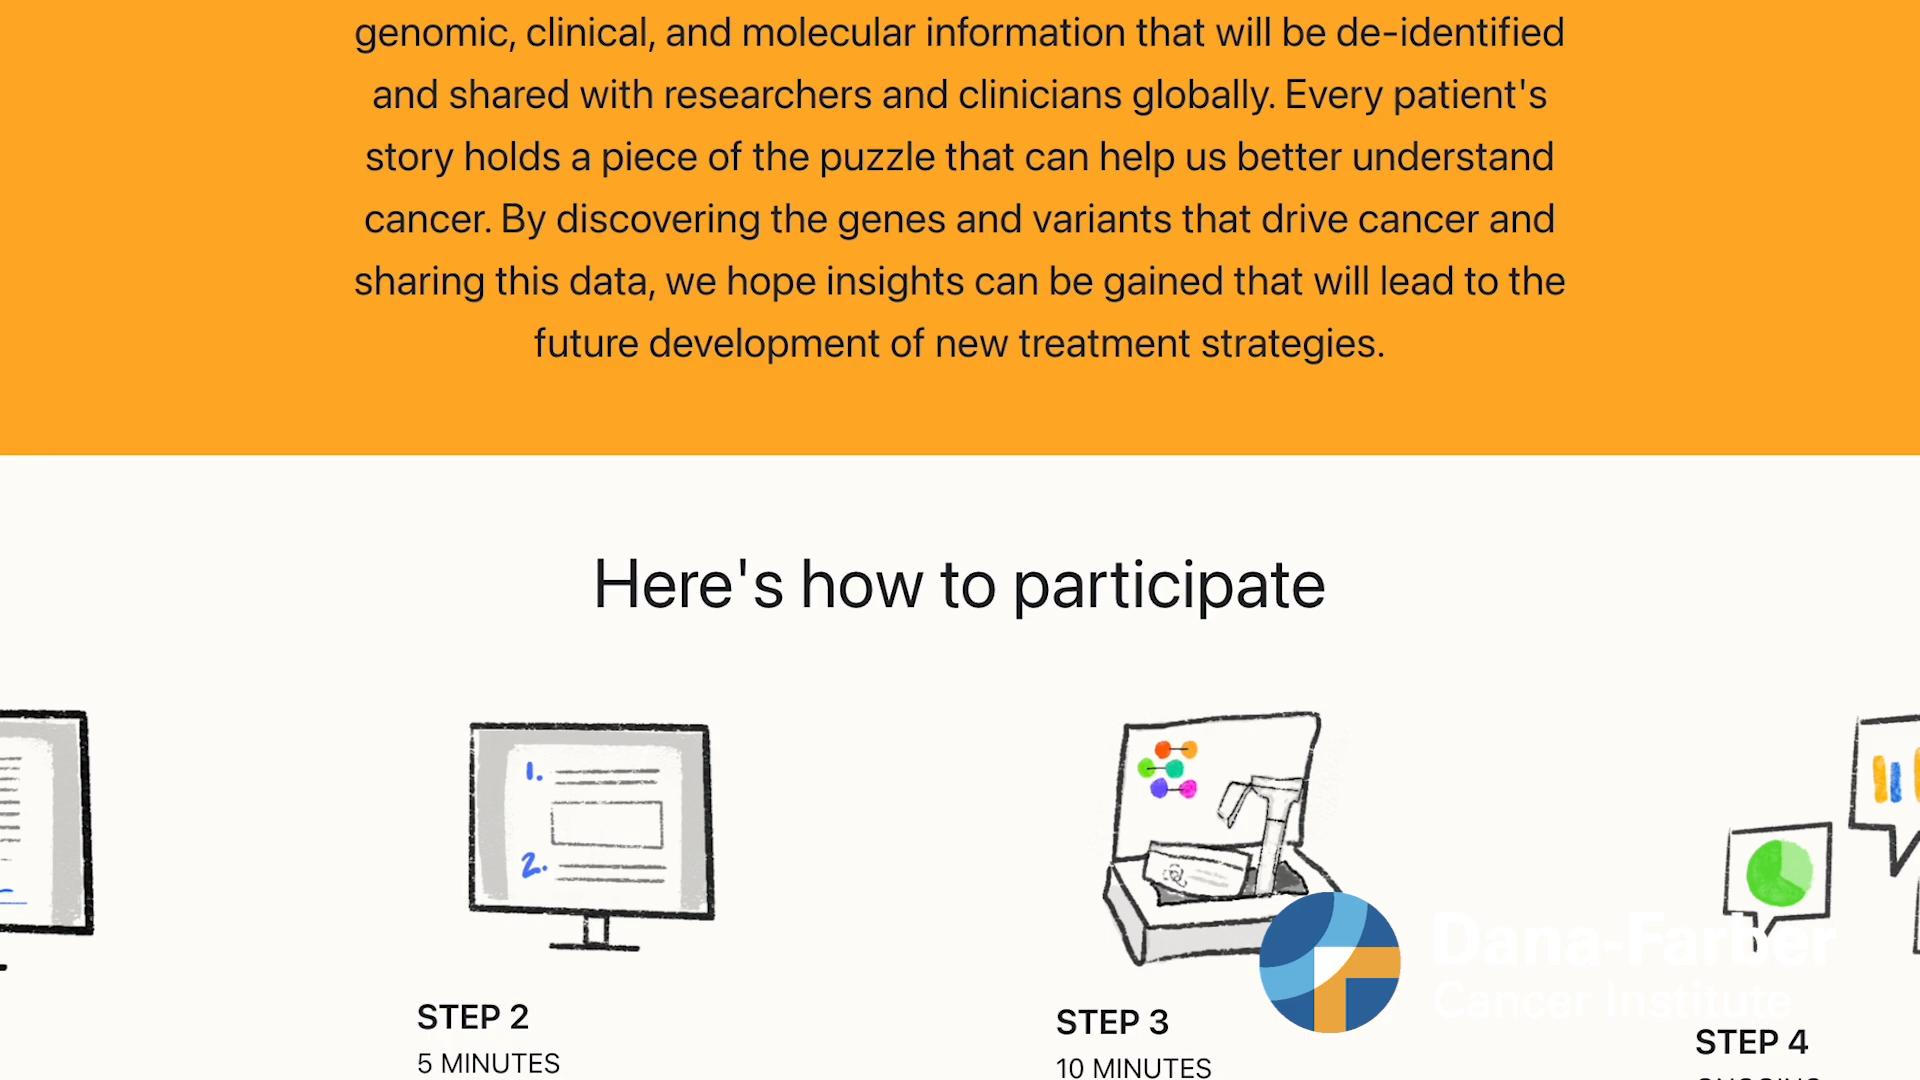 genomic, clinical, and molecular information that will be de-identified
and shared with researchers and clinicians globally. Every patient's
story holds a piece of the puzzle that can help us better understand
cancer. By discovering the genes and variants that drive cancer and
sharing this data, we hope insights can be gained that will lead to the
future development of new treatment strategies.
Here's how to participate
1.
2.
Dana-Farber
Cancer Institute
STEP 2
5 MINUTES
STEP 3
10 MINUTES
STEP 4